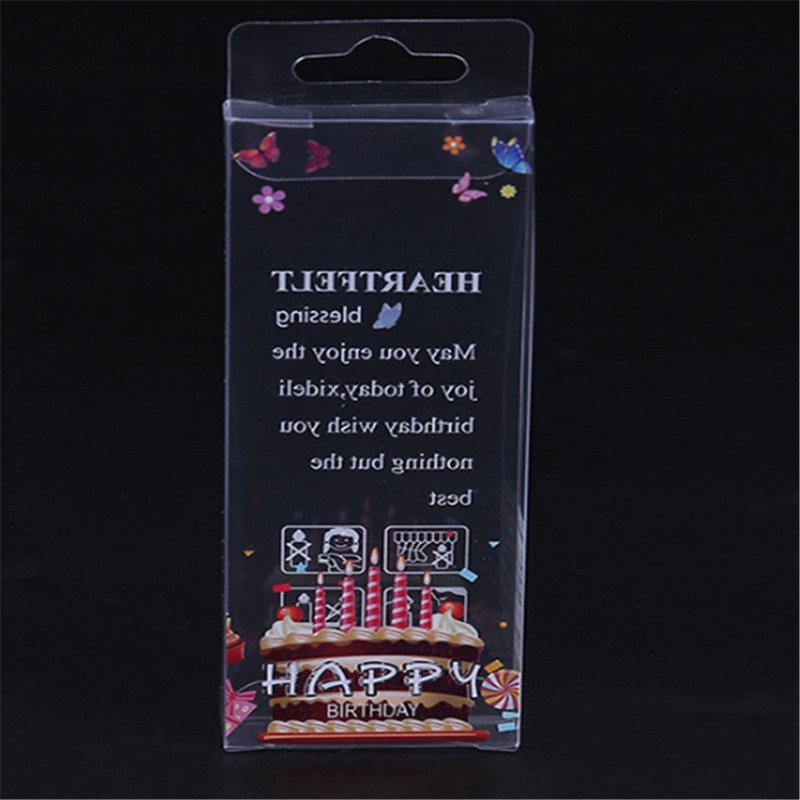 HEARTFELT
blessing
May you enjoy the
joy of today,xideli
birthday wish you
nothing but the
best
HAPPY
BIRTHDAY